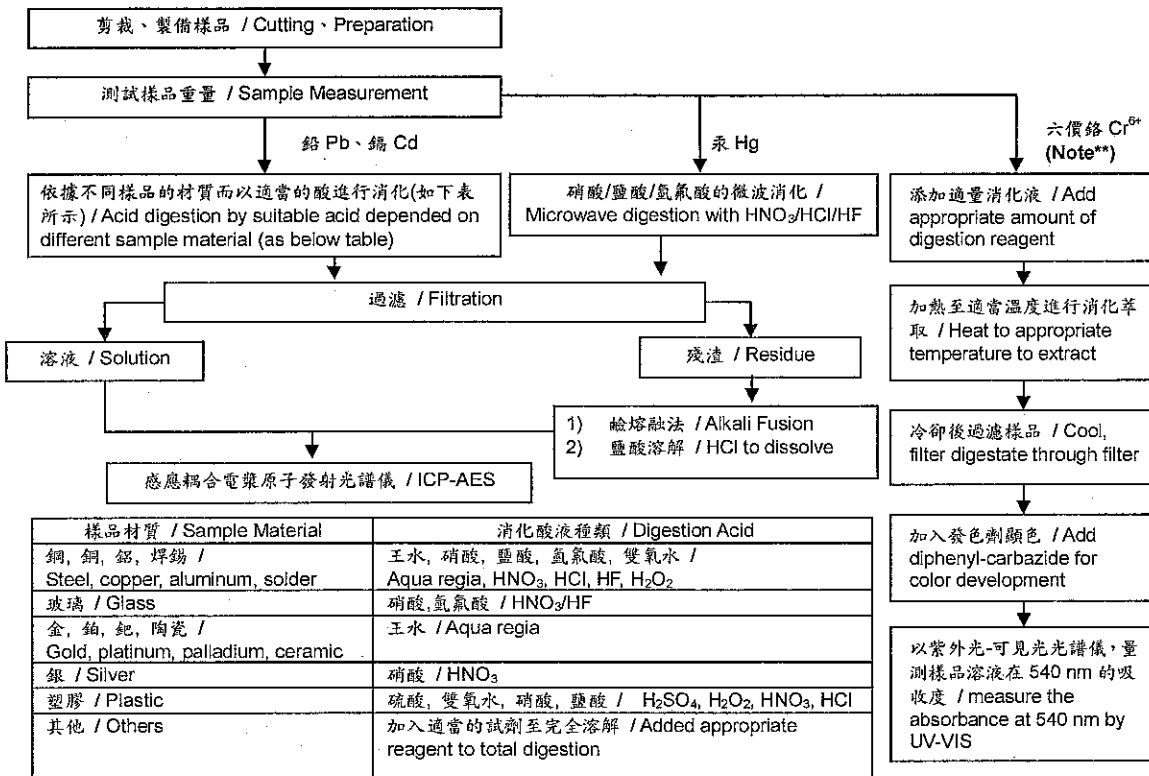 剪裁、製備樣品 / Cutting、Preparation
測試樣品重量 / Sample Measurement
鉛 Pb、鎘 Cd
汞 Hg
六價鉻 Cr6+
(Note**)
依據不同樣品的材質而以適當的酸進行消化(如下表
所示) / Acid digestion by suitable acid depended on
different sample material (as below table)
硝酸/鹽酸/氫氟酸的微波消化 /
Microwave digestion with HNO3/HCl/HF
添加適量消化液 / Add
appropriate amount of
digestion reagent
過濾 / Filtration
加熱至適當溫度進行消化萃
取 / Heat to appropriate
temperature to extract
溶液 / Solution
殘渣 / Residue
1) 鹼熔融法 / Alkali Fusion
2) 鹽酸溶解 / HCl to dissolve
冷卻後過濾樣品 / Cool,
filter digestate through filter
感應耦合電漿原子發射光譜儀 / ICP-AES
加入發色劑顯色 / Add
diphenyl-carbazide for
color development
以紫外光-可見光光譜儀，量
測樣品溶液在 540 nm 的吸
收度 / measure the
absorbance at 540 nm by
UV-VIS
樣品材質 / Sample Material
消化酸液種類 / Digestion Acid
鋼, 銅, 鋁, 焊錫 /
Steel, copper, aluminum, solder
王水, 硝酸, 鹽酸, 氫氟酸, 雙氧水 /
Aqua regia, HNO3, HCl, HF, H2O2
玻璃 / Glass
硝酸,氫氟酸 / HNO3/HF
金, 鉑, 鈀, 陶瓷 /
Gold, platinum, palladium, ceramic
王水 / Aqua regia
銀 / Silver
硝酸 / HNO3
塑膠 / Plastic
硫酸, 雙氧水, 硝酸, 鹽酸 / H2SO4, H2O2, HNO3, HCl
其他 / Others
加入適當的試劑至完全溶解 / Added appropriate
reagent to total digestion